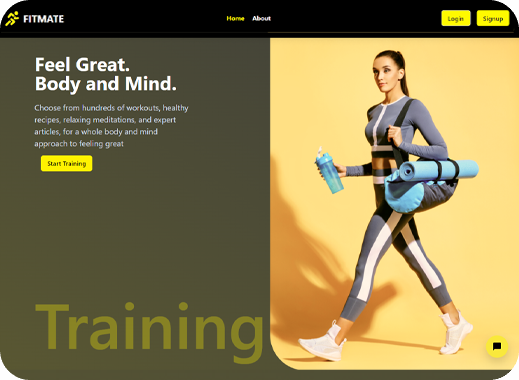 FITMATE
Home About
Login Signup
Feel Great.
Body and Mind.
Choose from hundreds of workouts, healthy
recipes, relaxing meditations, and expert
articles, for a whole body and mind
approach to feeling great
Start Training
Training